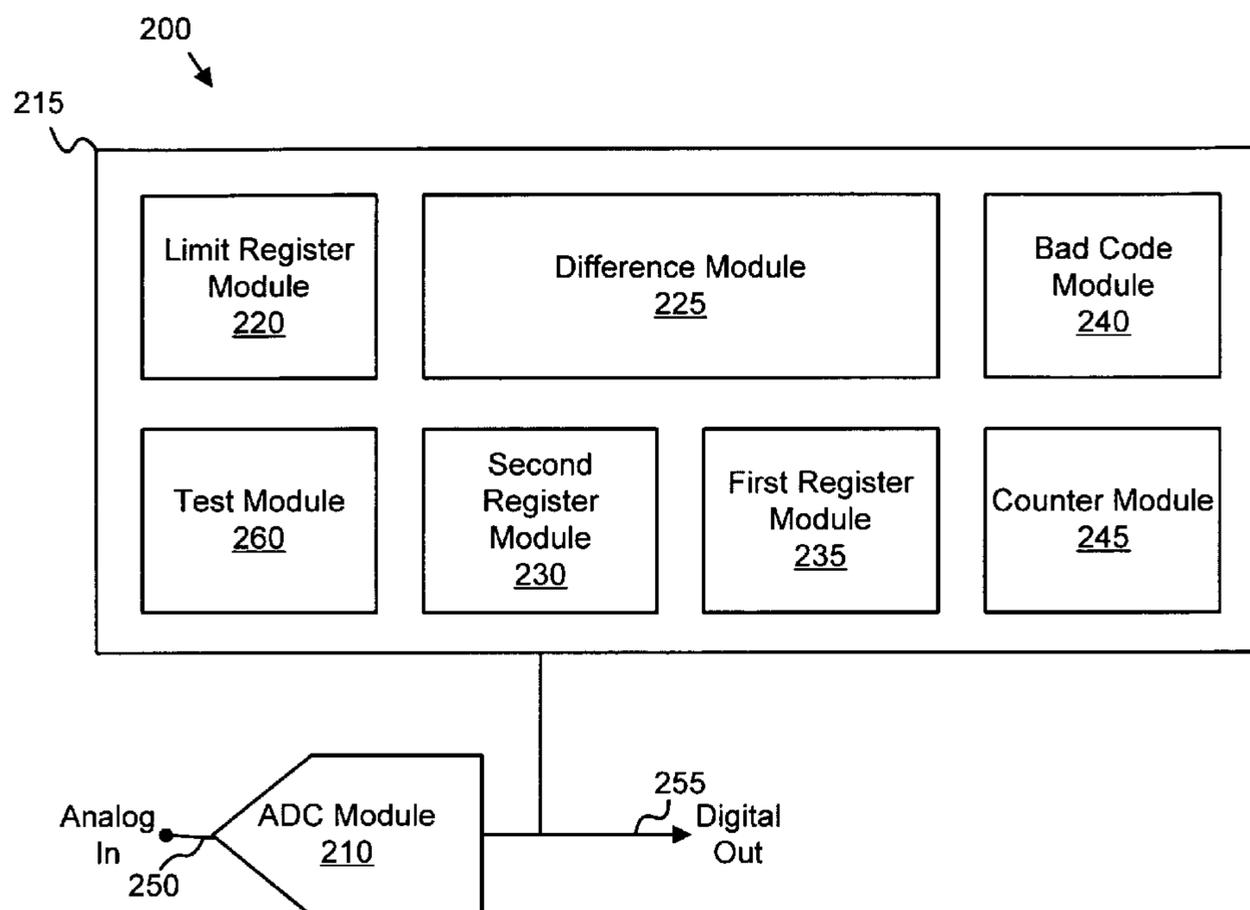 200
215
Limit Register
Module
220
Difference Module
225
Bad Code
Module
240
Test Module
260
Second
Register
Module
230
First Register
Module
235
Counter Module
245
Analog
In
250
ADC Module
210
255
Digital
Out